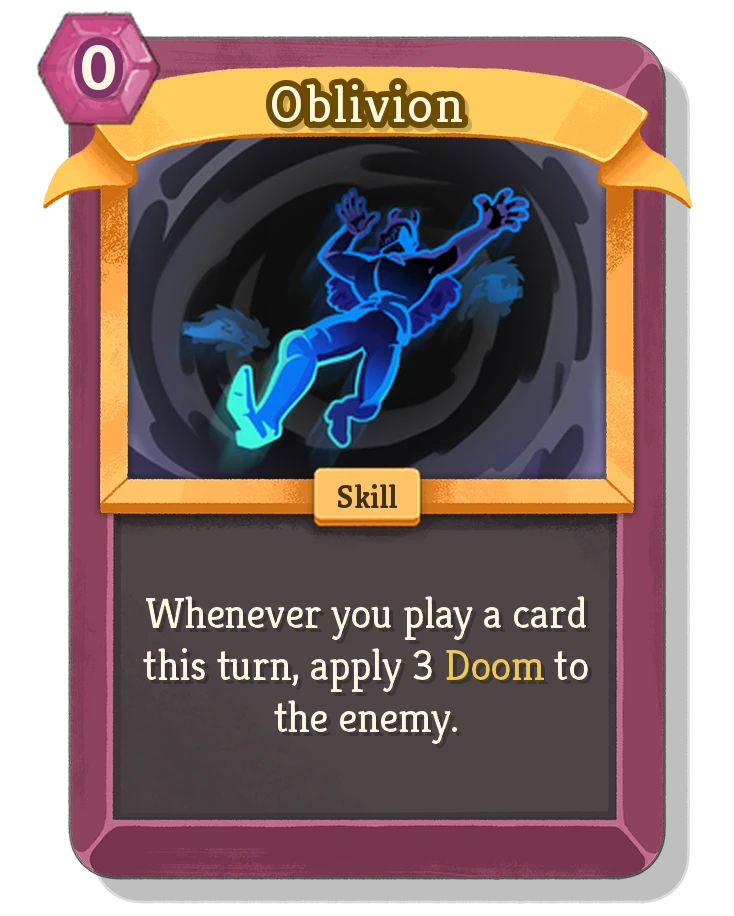 0
Oblivion
Skill
Whenever you play a card
this turn, apply 3 Doom to
the enemy.